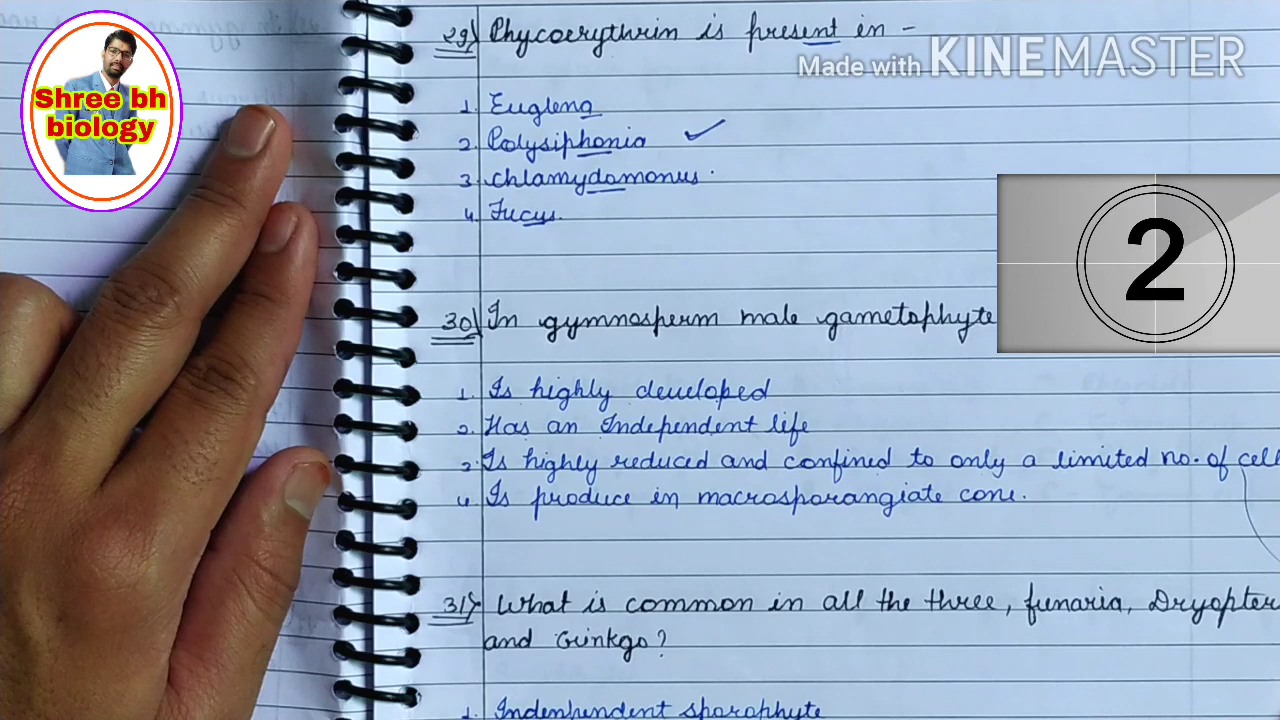 Shree bh
biology
Made with KINEMASTER
2
29) Phycoerythrin is present in -
1. Euglena
2. Polysiphonia ✓
3. Chlamydomonus.
4. Fucus.
30) In gymnosperm male gametophyte
1. Is highly developed
2. Has an Independent life
3. Is highly reduced and confined to only a limited no. of cell
4. Is produce in macrosporangiate cone.
31) What is common in all the three, funaria, Dryopter
and Ginkgo?
1. Indenhendent sporophyte